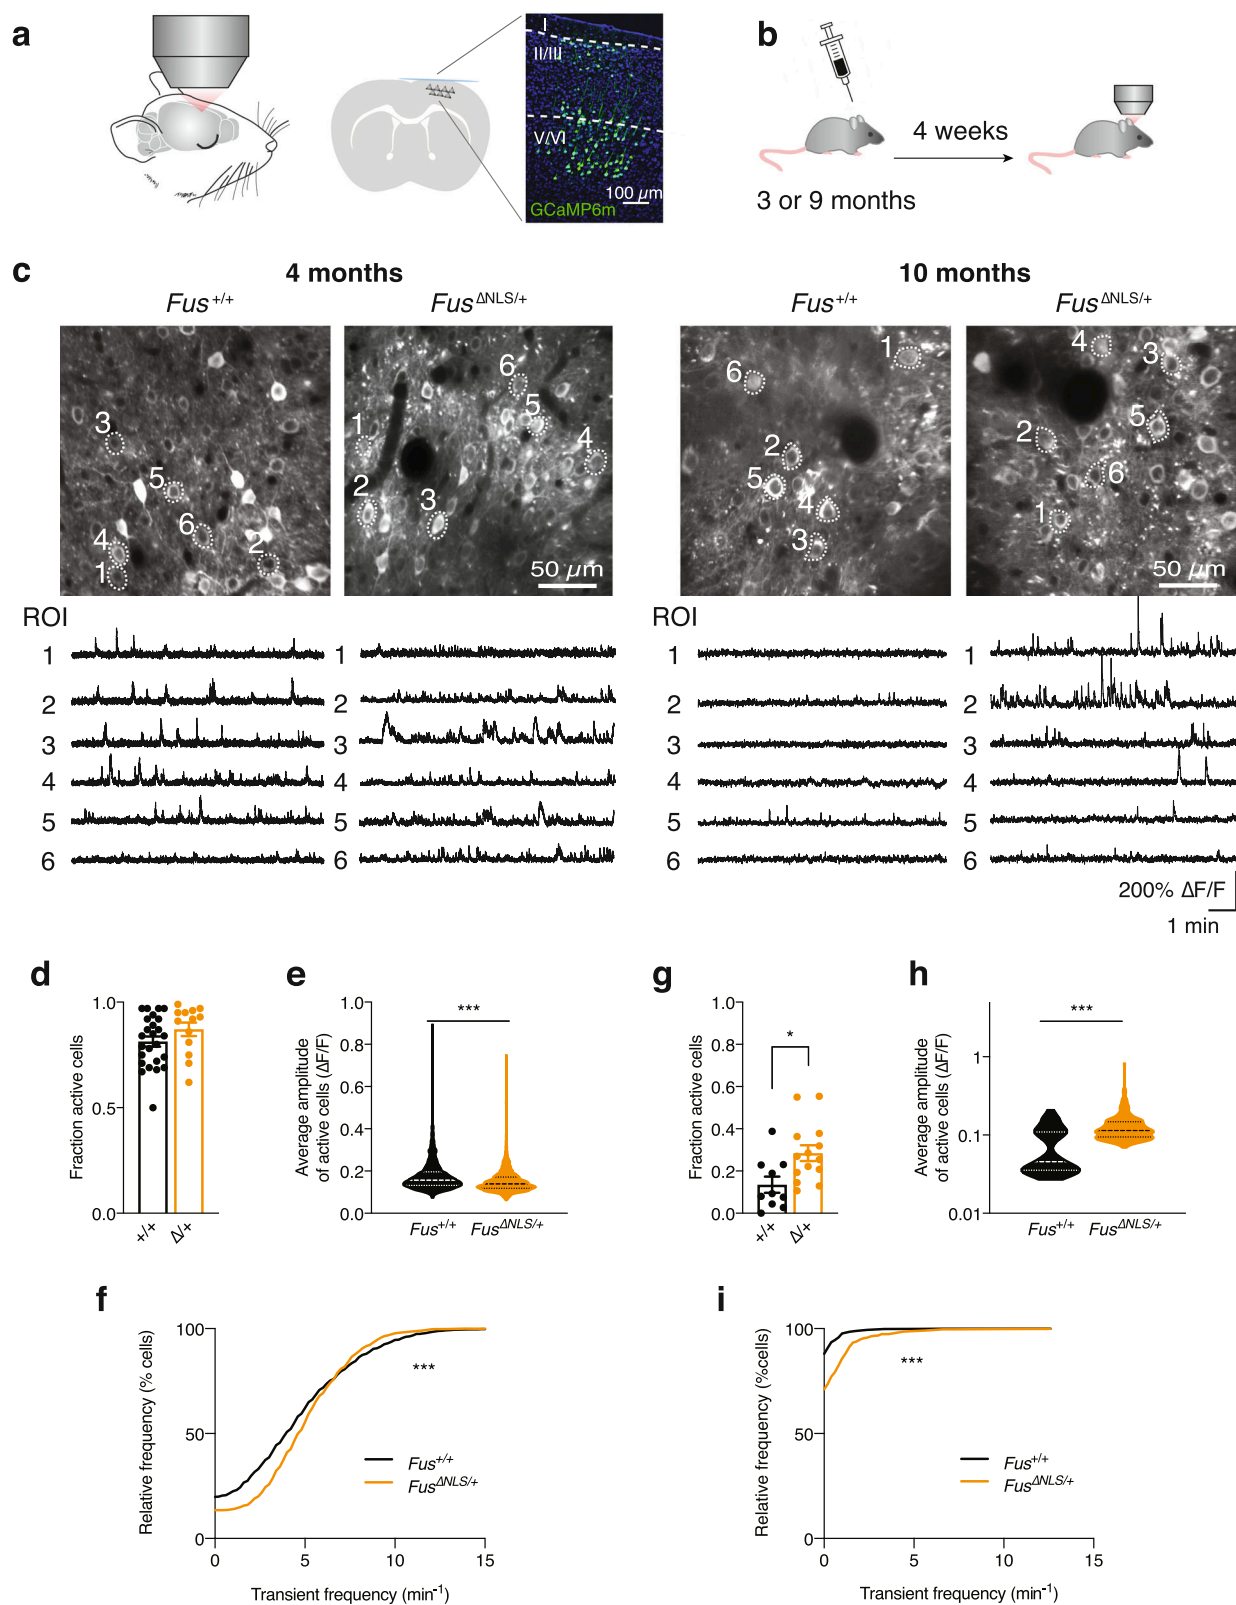 a
I
II/III
V/VI
100 µm
GCaMP6m
b
4 weeks
3 or 9 months
c
4 months
10 months
Fus+/+
FusΔNLS/+
Fus+/+
FusΔNLS/+
3
5
6
4
2
1
6
1
5
4
2
3
50 µm
1
6
2
5
4
3
4
3
5
2
6
1
50 µm
ROI
1
2
3
4
5
6
1
2
3
4
5
6
ROI
1
2
3
4
5
6
1
2
3
4
5
6
200% ΔF/F
1 min
d
Fraction active cells
1.0
0.5
0.0
+/+
Δ/+
e
Average amplitude
of active cells (ΔF/F)
1.0
0.8
0.6
0.4
0.2
0.0
***
Fus+/+
FusΔNLS/+
g
Fraction active cells
1.0
0.8
0.6
0.4
0.2
0.0
*
+/+
Δ/+
h
Average amplitude
of active cells (ΔF/F)
1
0.1
0.01
***
Fus+/+
FusΔNLS/+
f
Relative frequency (% cells)
100
50
0
***
Fus+/+
FusΔNLS/+
0
5
10
15
Transient frequency (min-1)
i
Relative frequency (%cells)
100
50
0
***
Fus+/+
FusΔNLS/+
0
5
10
15
Transient frequency (min-1)